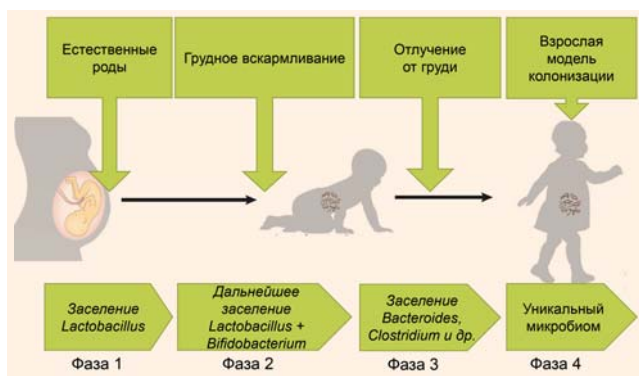 Естественные
роды
Грудное вскармливание
Отлучение
от груди
Взрослая
модель
колонизации
Заселение
Lactobacillus
Дальнейшее
заселение
Lactobacillus +
Bifidobacterium
Заселение
Bacteroides,
Clostridium и др.
Уникальный
микробиом
Фаза 1
Фаза 2
Фаза 3
Фаза 4